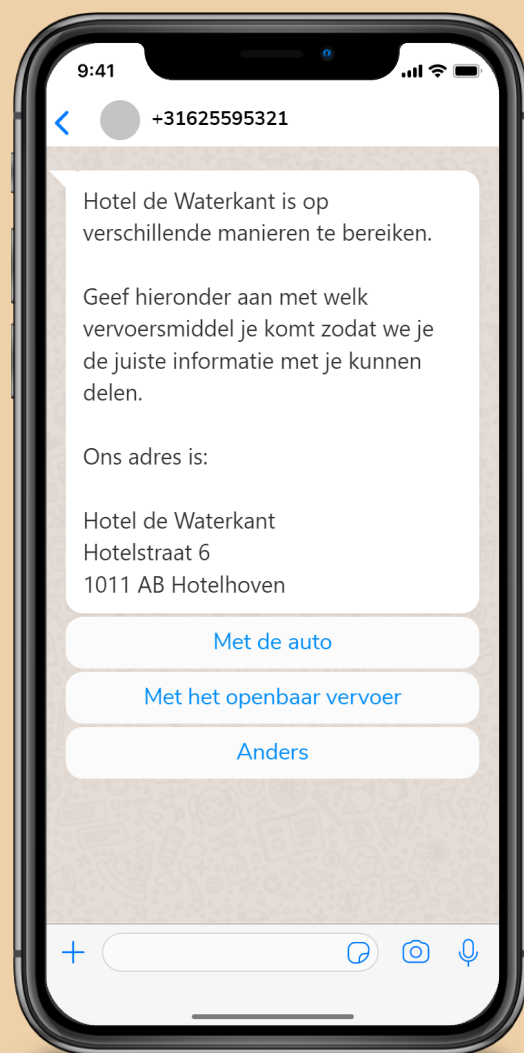 9:41
+31625595321
Hotel de Waterkant is op
verschillende manieren te bereiken.
Geef hieronder aan met welk
vervoersmiddel je komt zodat we je
de juiste informatie met je kunnen
delen.
Ons adres is:
Hotel de Waterkant
Hotelstraat 6
1011 AB Hotelhoven
Met de auto
Met het openbaar vervoer
Anders